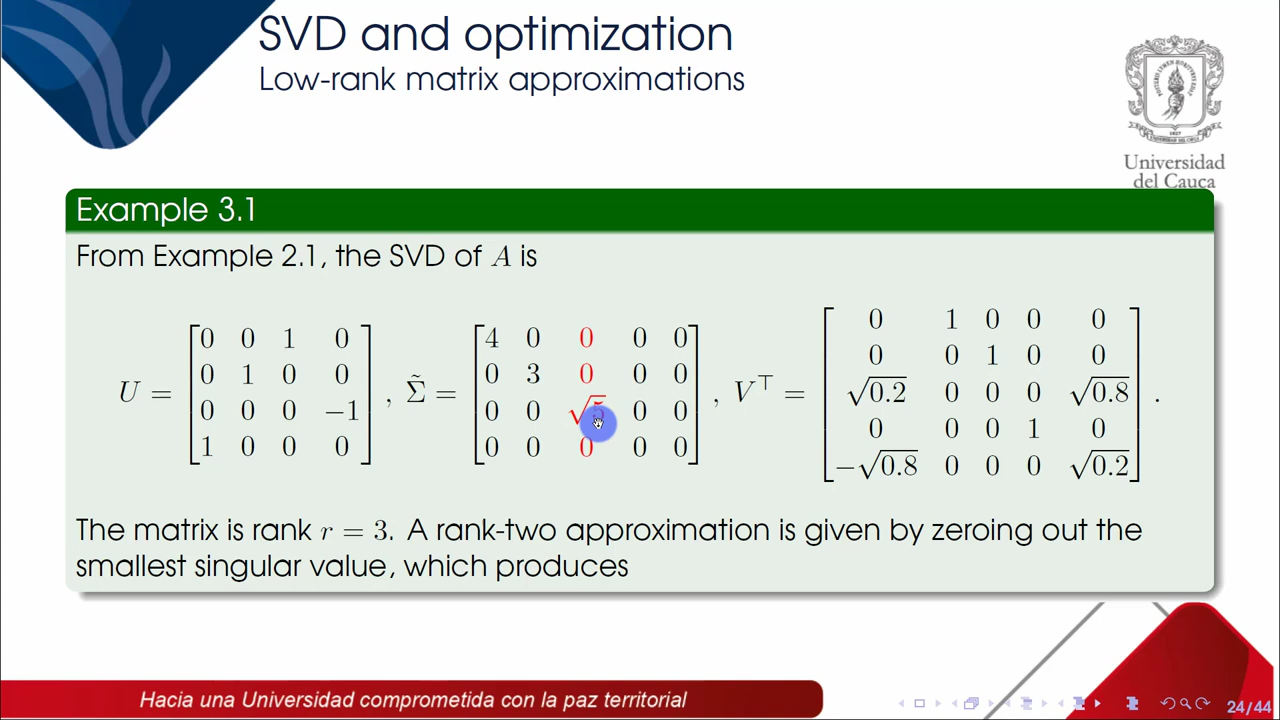 SVD and optimization
Low-rank matrix approximations
Universidad
del Cauca
Example 3.1
From Example 2.1, the SVD of A is
U = [0 0 1 0; 0 1 0 0; 0 0 0 −1; 1 0 0 0], Σ̃ = [4 0 0 0 0; 0 3 0 0 0; 0 0 √5 0 0; 0 0 0 0 0], V⊤ = [0 1 0 0 0; 0 0 1 0 0; √0.2 0 0 0 √0.8; 0 0 0 1 0; −√0.8 0 0 0 √0.2].
The matrix is rank r = 3. A rank-two approximation is given by zeroing out the
smallest singular value, which produces
Hacia una Universidad comprometida con la paz territorial
24/44